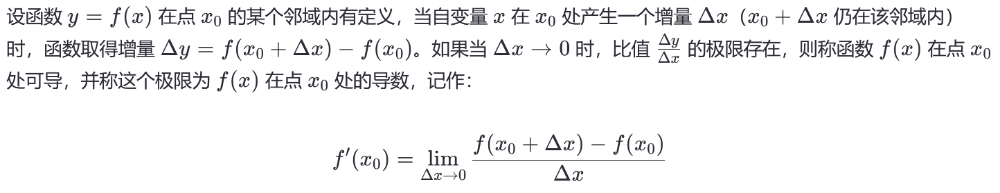 设函数 y = f(x) 在点 x₀ 的某个邻域内有定义，当自变量 x 在 x₀ 处产生一个增量 Δx（x₀ + Δx 仍在该邻域内）
时，函数取得增量 Δy = f(x₀ + Δx) − f(x₀)。如果当 Δx → 0 时，比值 Δy/Δx 的极限存在，则称函数 f(x) 在点 x₀
处可导，并称这个极限为 f(x) 在点 x₀ 处的导数，记作：
f′(x₀) = lim_{Δx→0} (f(x₀ + Δx) − f(x₀))/Δx